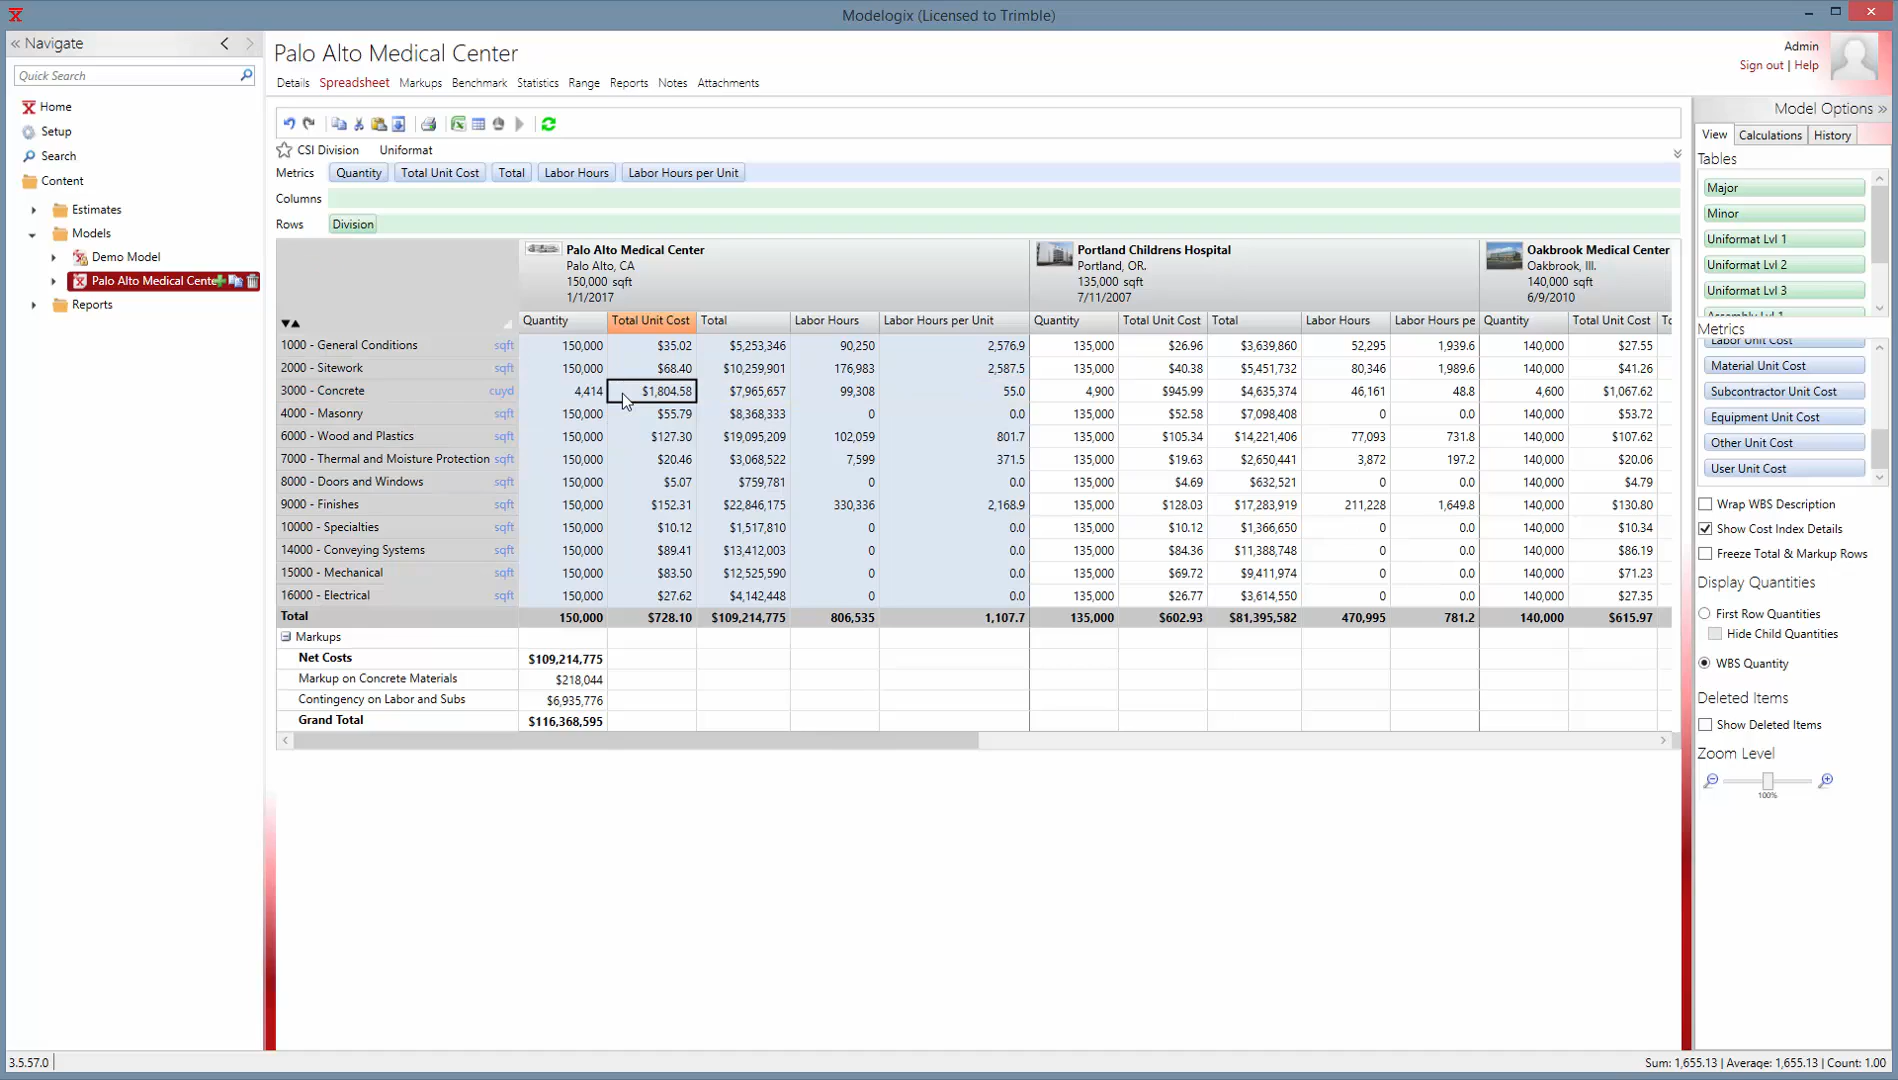 Modelogix (Licensed to Trimble)
« Navigate
Quick Search
Home
Setup
Search
Content
Estimates
Models
Demo Model
Palo Alto Medical Cente
Reports
Palo Alto Medical Center
Details Spreadsheet Markups Benchmark Statistics Range Reports Notes Attachments
Admin
Sign out | Help
CSI Division Uniformat
Metrics Quantity Total Unit Cost Total Labor Hours Labor Hours per Unit
Columns
Rows Division
Palo Alto Medical Center
Palo Alto, CA
150,000 sqft
1/1/2017
Portland Childrens Hospital
Portland, OR.
135,000 sqft
7/11/2007
Oakbrook Medical Center
Oakbrook, Ill.
140,000 sqft
6/9/2010
Quantity Total Unit Cost Total Labor Hours Labor Hours per Unit Quantity Total Unit Cost Total Labor Hours Labor Hours pe Quantity Total Unit Cost
1000 - General Conditions sqft 150,000 $35.02 $5,253,346 90,250 2,576.9 135,000 $26.96 $3,639,860 52,295 1,939.6 140,000 $27.55
2000 - Sitework sqft 150,000 $68.40 $10,259,901 176,983 2,587.5 135,000 $40.38 $5,451,732 80,346 1,989.6 140,000 $41.26
3000 - Concrete cuyd 4,414 $1,804.58 $7,965,657 99,308 55.0 4,900 $945.99 $4,635,374 46,161 48.8 4,600 $1,067.62
4000 - Masonry sqft 150,000 $55.79 $8,368,333 0 0.0 135,000 $52.58 $7,098,408 0 0.0 140,000 $53.72
6000 - Wood and Plastics sqft 150,000 $127.30 $19,095,209 102,059 801.7 135,000 $105.34 $14,221,406 77,093 731.8 140,000 $107.62
7000 - Thermal and Moisture Protection sqft 150,000 $20.46 $3,068,522 7,599 371.5 135,000 $19.63 $2,650,441 3,872 197.2 140,000 $20.06
8000 - Doors and Windows sqft 150,000 $5.07 $759,781 0 0.0 135,000 $4.69 $632,521 0 0.0 140,000 $4.79
9000 - Finishes sqft 150,000 $152.31 $22,846,175 330,336 2,168.9 135,000 $128.03 $17,283,919 211,228 1,649.8 140,000 $130.80
10000 - Specialties sqft 150,000 $10.12 $1,517,810 0 0.0 135,000 $10.12 $1,366,650 0 0.0 140,000 $10.34
14000 - Conveying Systems sqft 150,000 $89.41 $13,412,003 0 0.0 135,000 $84.36 $11,388,748 0 0.0 140,000 $86.19
15000 - Mechanical sqft 150,000 $83.50 $12,525,590 0 0.0 135,000 $69.72 $9,411,974 0 0.0 140,000 $71.23
16000 - Electrical sqft 150,000 $27.62 $4,142,448 0 0.0 135,000 $26.77 $3,614,550 0 0.0 140,000 $27.35
Total 150,000 $728.10 $109,214,775 806,535 1,107.7 135,000 $602.93 $81,395,582 470,995 781.2 140,000 $615.97
Markups
Net Costs $109,214,775
Markup on Concrete Materials $218,044
Contingency on Labor and Subs $6,935,776
Grand Total $116,368,595
Model Options »
View Calculations History
Tables
Major
Minor
Uniformat Lvl 1
Uniformat Lvl 2
Uniformat Lvl 3
Assembly Lvl 1
Metrics
Labor Unit Cost
Material Unit Cost
Subcontractor Unit Cost
Equipment Unit Cost
Other Unit Cost
User Unit Cost
Wrap WBS Description
Show Cost Index Details
Freeze Total & Markup Rows
Display Quantities
First Row Quantities
Hide Child Quantities
WBS Quantity
Deleted Items
Show Deleted Items
Zoom Level
100%
3.5.57.0
Sum: 1,655.13 | Average: 1,655.13 | Count: 1.00